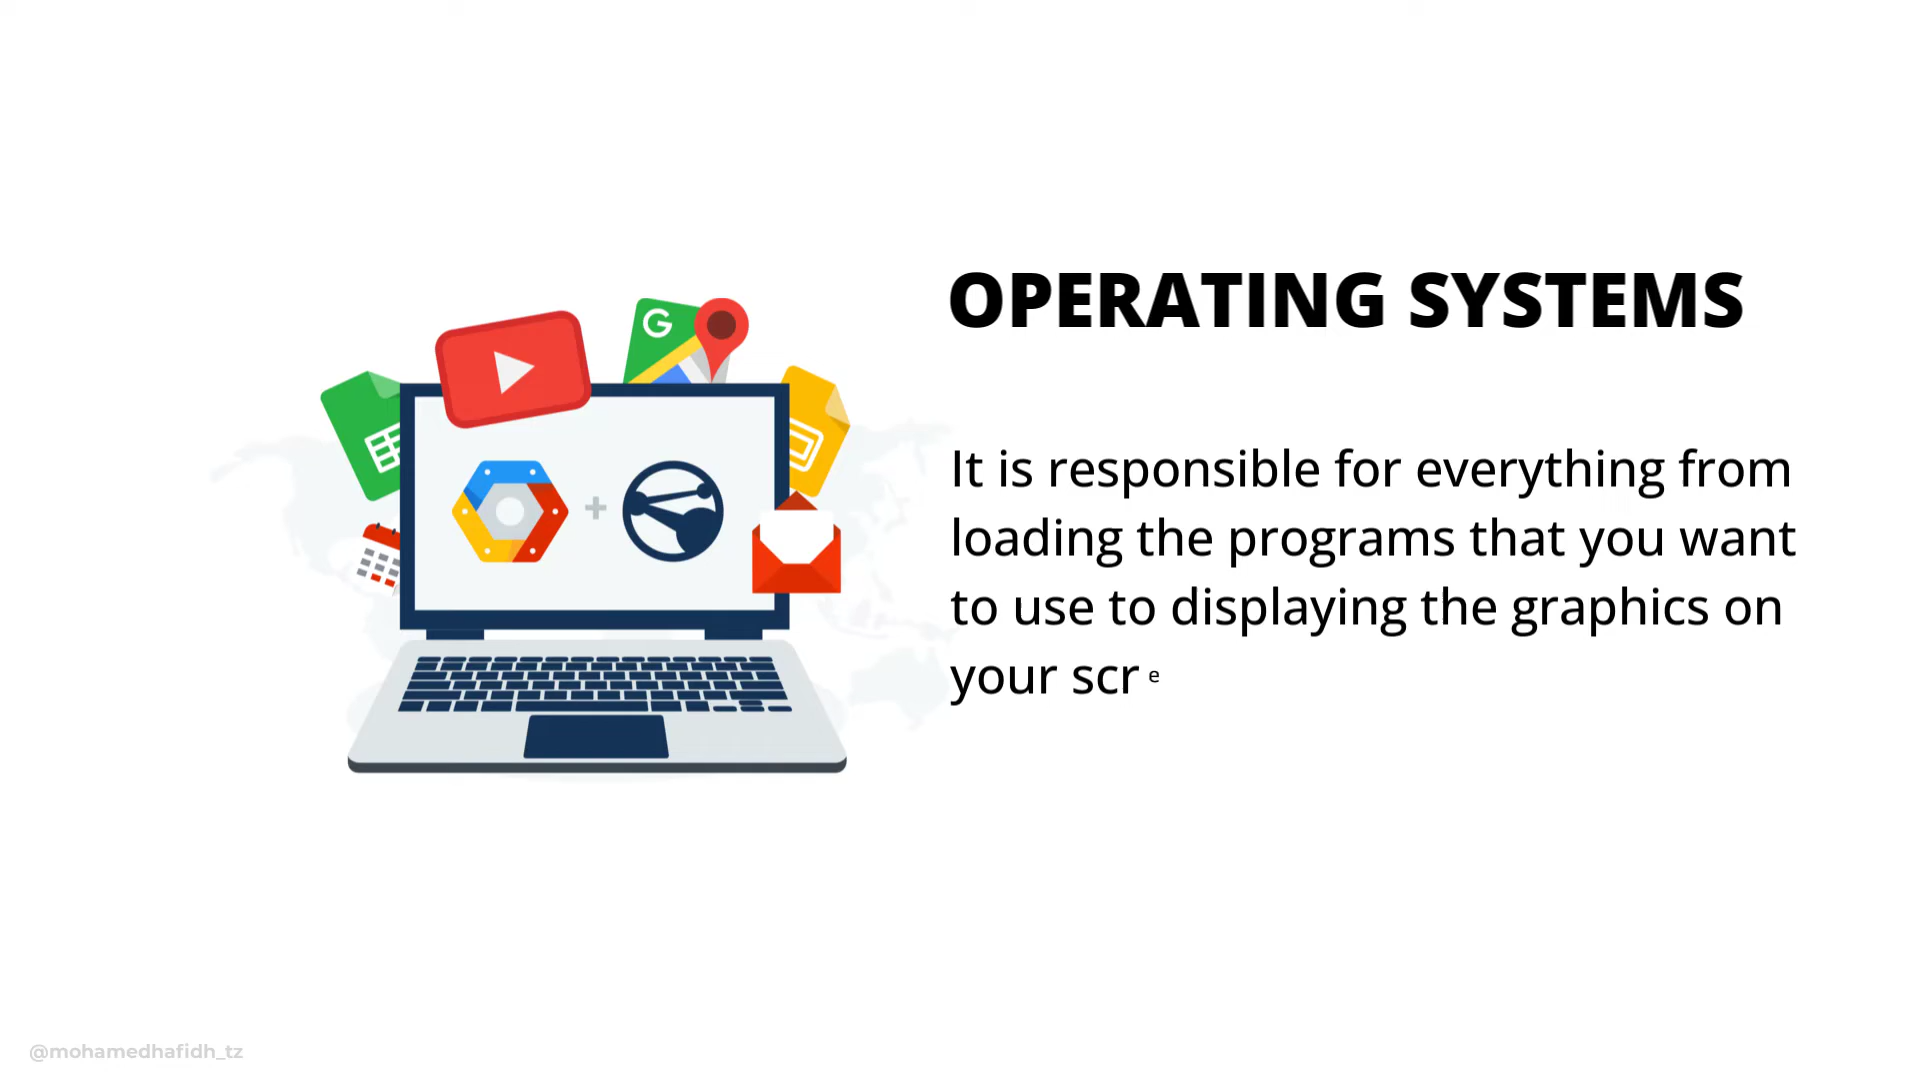 OPERATING SYSTEMS
It is responsible for everything from
loading the programs that you want
to use to displaying the graphics on
your scre
G
@mohamedhafidh_tz